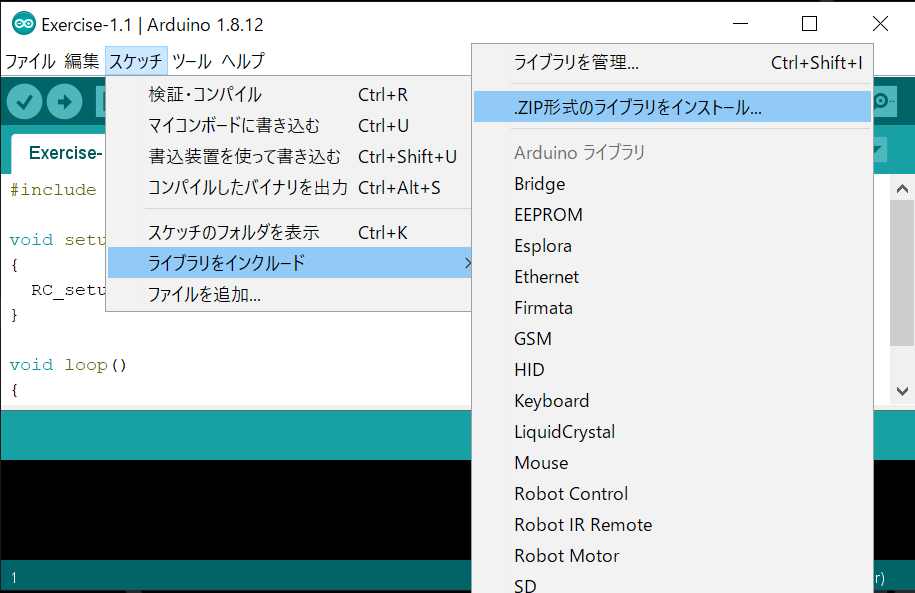 Exercise-1.1 | Arduino 1.8.12
ファイル 編集 スケッチ ツール ヘルプ
検証・コンパイル Ctrl+R
マイコンボードに書き込む Ctrl+U
書込装置を使って書き込む Ctrl+Shift+U
コンパイルしたバイナリを出力 Ctrl+Alt+S
スケッチのフォルダを表示 Ctrl+K
ライブラリをインクルード
ファイルを追加...
ライブラリを管理... Ctrl+Shift+I
.ZIP形式のライブラリをインストール...
Arduino ライブラリ
Bridge
EEPROM
Esplora
Ethernet
Firmata
GSM
HID
Keyboard
LiquidCrystal
Mouse
Robot Control
Robot IR Remote
Robot Motor
SD
Exercise-
#include
void setu
{
RC_setu
}
void loop()
{
1
r)